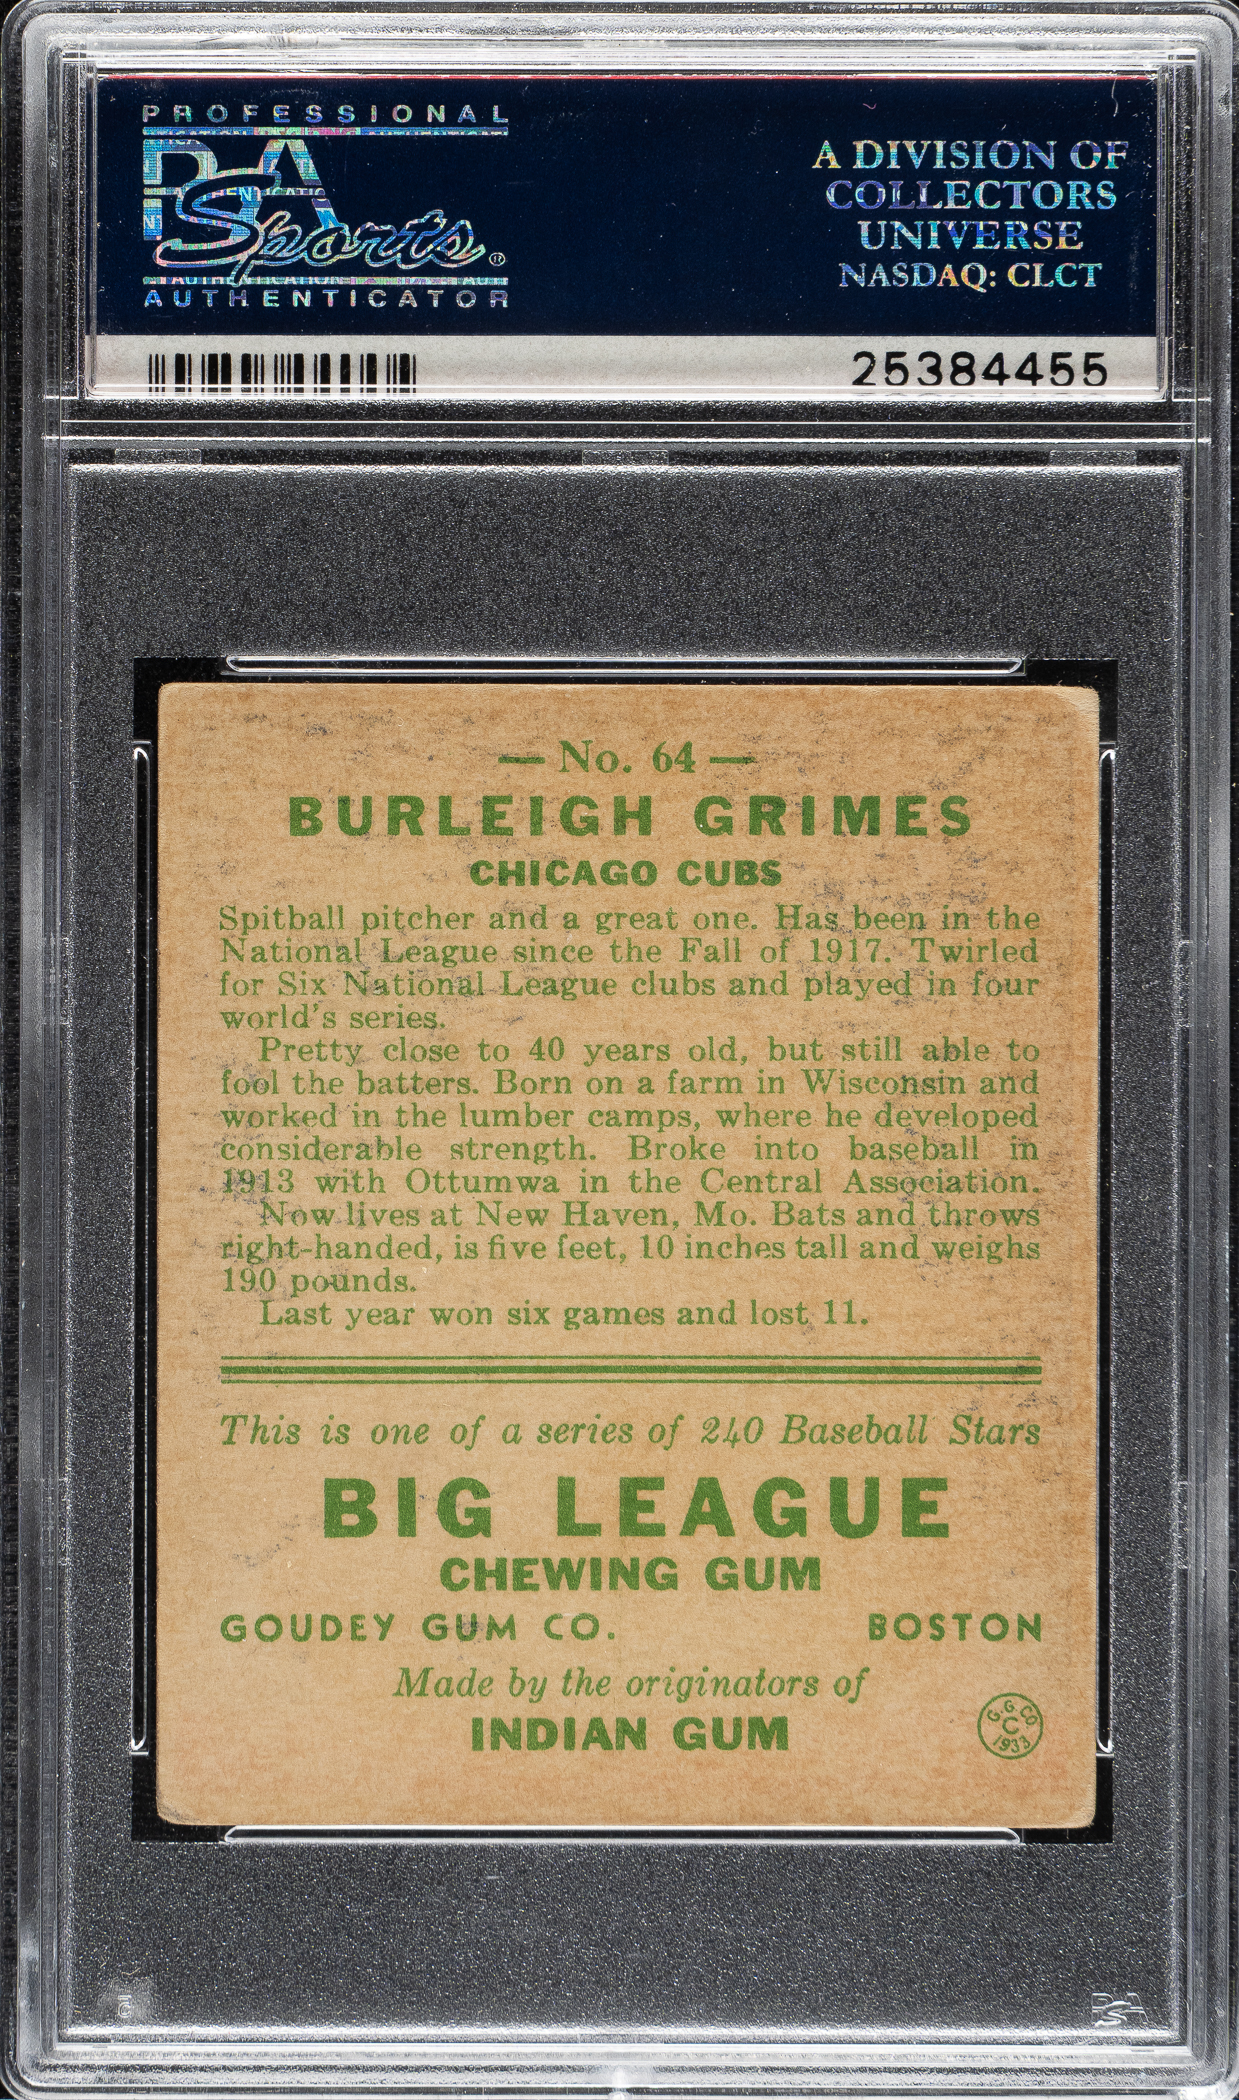 PROFESSIONAL
PSA
Sports®
AUTHENTICATOR
A DIVISION OF
COLLECTORS
UNIVERSE
NASDAQ: CLCT
25384455
— No. 64 —
BURLEIGH GRIMES
CHICAGO CUBS
Spitball pitcher and a great one. Has been in the
National League since the Fall of 1917. Twirled
for Six National League clubs and played in four
world's series.
Pretty close to 40 years old, but still able to
fool the batters. Born on a farm in Wisconsin and
worked in the lumber camps, where he developed
considerable strength. Broke into baseball in
1913 with Ottumwa in the Central Association.
Now lives at New Haven, Mo. Bats and throws
right-handed, is five feet, 10 inches tall and weighs
190 pounds.
Last year won six games and lost 11.
This is one of a series of 240 Baseball Stars
BIG LEAGUE
CHEWING GUM
GOUDEY GUM CO. BOSTON
Made by the originators of
INDIAN GUM
G. G. CO
C
1933
PSA